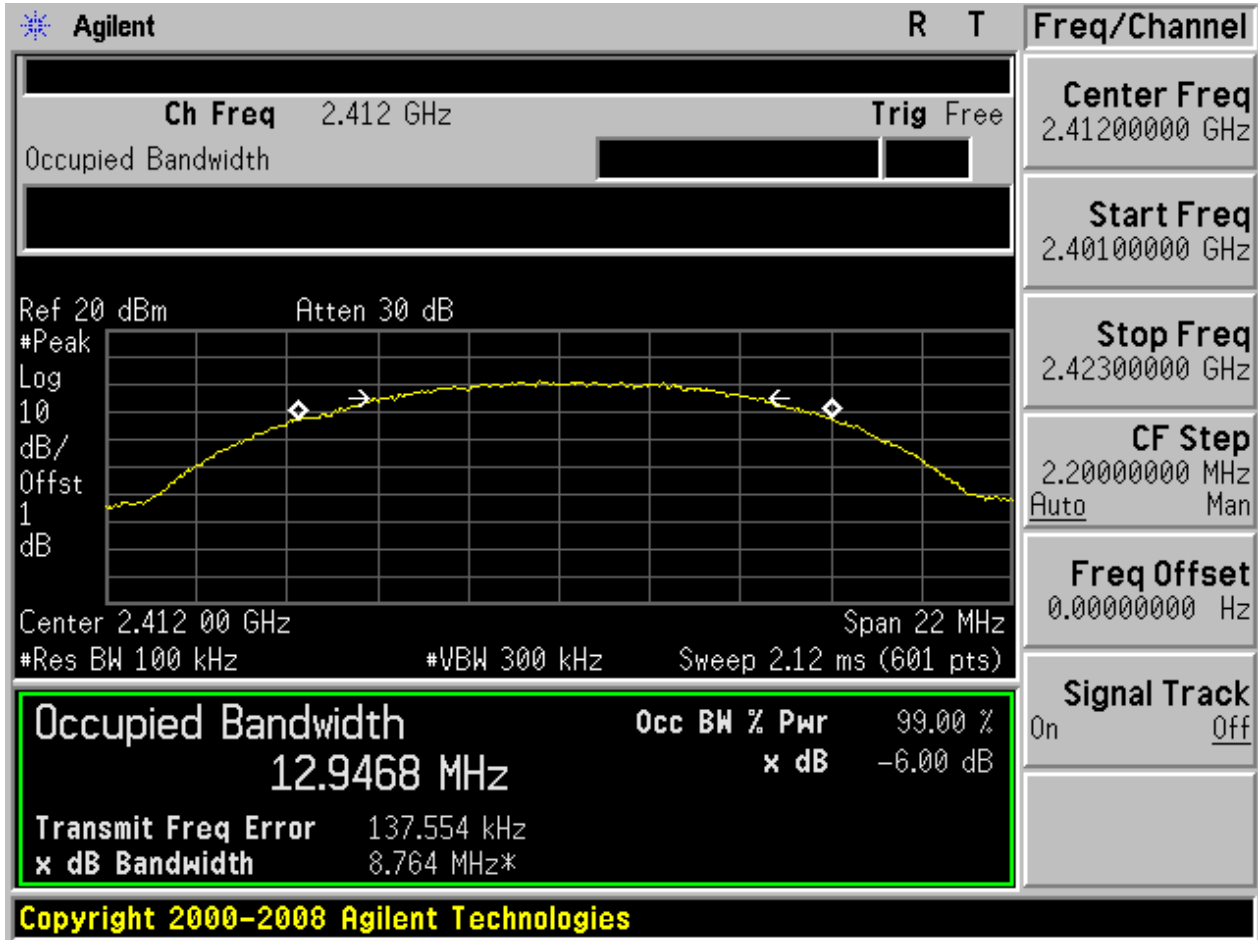 Agilent R T
Ch Freq 2.412 GHz Trig Free
Occupied Bandwidth
Ref 20 dBm Atten 30 dB
#Peak
Log
10
dB/
Offst
1
dB
Center 2.412 00 GHz Span 22 MHz
#Res BW 100 kHz #VBW 300 kHz Sweep 2.12 ms (601 pts)
Occupied Bandwidth
12.9468 MHz
Occ BW % Pwr 99.00 %
x dB -6.00 dB
Transmit Freq Error 137.554 kHz
x dB Bandwidth 8.764 MHz*
Copyright 2000-2008 Agilent Technologies
Freq/Channel
Center Freq
2.41200000 GHz
Start Freq
2.40100000 GHz
Stop Freq
2.42300000 GHz
CF Step
2.20000000 MHz
Auto Man
Freq Offset
0.00000000 Hz
Signal Track
On Off